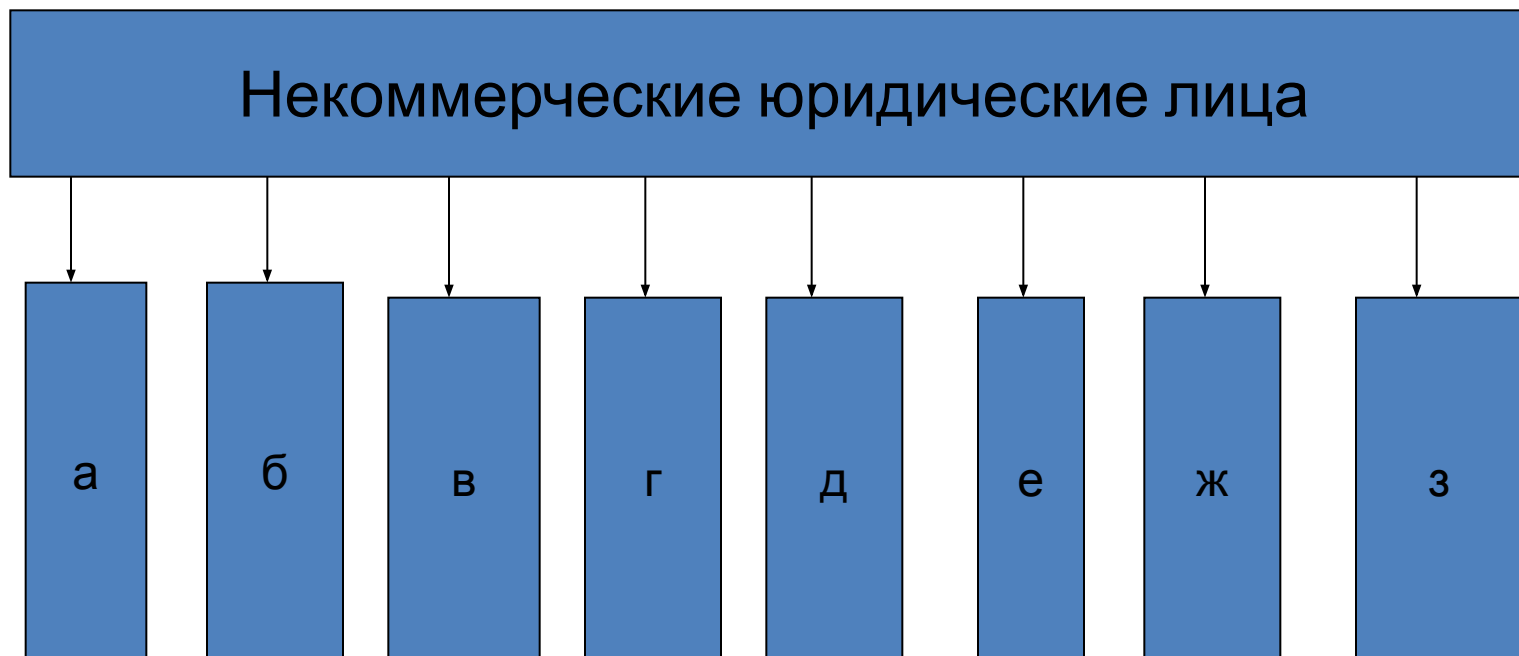 Некоммерческие юридические лица
а
б
в
г
д
е
ж
з